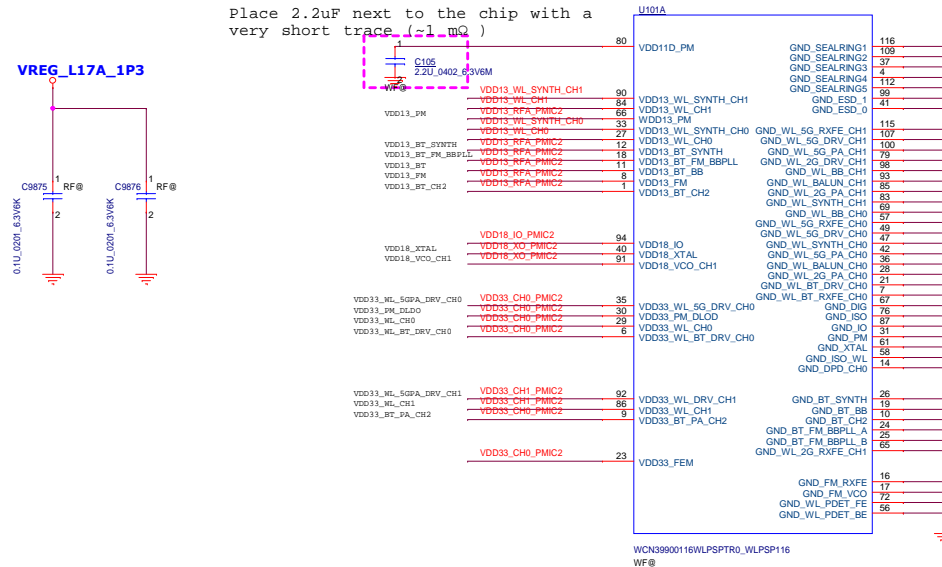 Place 2.2uF next to the chip with a
very short trace (~1 mΩ )
U101A
VREG_L17A_1P3
1
C9875
RF@
2
0.1U_0201_6.3V6K
1
C9876
RF@
2
0.1U_0201_6.3V6K
1
C105
2.2U_0402_6.3V6M
2
WF@
80 VDD11D_PM
VDD13_WL_SYNTH_CH1 90 VDD13_WL_SYNTH_CH1
VDD13_WL_CH1 84 VDD13_WL_CH1
VDD13_PM VDD13_RFA_PMIC2 66 WDD13_PM
VDD13_WL_SYNTH_CH0 33 VDD13_WL_SYNTH_CH0
VDD13_WL_CH0 27 VDD13_WL_CH0
VDD13_BT_SYNTH VDD13_RFA_PMIC2 12 VDD13_BT_SYNTH
VDD13_BT_FM_BBPLL VDD13_RFA_PMIC2 18 VDD13_BT_FM_BBPLL
VDD13_BT VDD13_RFA_PMIC2 11 VDD13_BT_BB
VDD13_FM VDD13_RFA_PMIC2 8 VDD13_FM
VDD13_BT_CH2 VDD13_RFA_PMIC2 1 VDD13_BT_CH2
VDD18_IO_PMIC2 94 VDD18_IO
VDD18_XTAL VDD18_XO_PMIC2 40 VDD18_XTAL
VDD18_VCO_CH1 VDD18_XO_PMIC2 91 VDD18_VCO_CH1
VDD33_WL_5GPA_DRV_CH0 VDD33_CH0_PMIC2 35 VDD33_WL_5G_DRV_CH0
VDD33_PM_DLDO VDD33_CH0_PMIC2 30 VDD33_PM_DLOD
VDD33_WL_CH0 VDD33_CH0_PMIC2 29 VDD33_WL_CH0
VDD33_WL_BT_DRV_CH0 VDD33_CH0_PMIC2 6 VDD33_WL_BT_DRV_CH0
VDD33_WL_5GPA_DRV_CH1 VDD33_CH1_PMIC2 92 VDD33_WL_DRV_CH1
VDD33_WL_CH1 VDD33_CH1_PMIC2 86 VDD33_WL_CH1
VDD33_BT_PA_CH2 VDD33_CH0_PMIC2 9 VDD33_BT_PA_CH2
VDD33_CH0_PMIC2 23 VDD33_FEM
GND_SEALRING1 116
GND_SEALRING2 109
GND_SEALRING3 37
GND_SEALRING4 4
GND_SEALRING5 112
GND_ESD_1 99
GND_ESD_0 41
GND_WL_5G_RXFE_CH1 115
GND_WL_5G_DRV_CH1 107
GND_WL_5G_PA_CH1 100
GND_WL_2G_DRV_CH1 79
GND_WL_BB_CH1 98
GND_WL_BALUN_CH1 93
GND_WL_2G_PA_CH1 85
GND_WL_SYNTH_CH1 83
GND_WL_BB_CH0 69
GND_WL_5G_RXFE_CH0 57
GND_WL_5G_DRV_CH0 49
GND_WL_SYNTH_CH0 47
GND_WL_5G_PA_CH0 42
GND_WL_BALUN_CH0 36
GND_WL_2G_PA_CH0 28
GND_WL_BT_DRV_CH0 21
GND_WL_BT_RXFE_CH0 7
GND_DIG 67
GND_ISO 76
GND_IO 87
GND_PM 31
GND_XTAL 61
GND_ISO_WL 58
GND_DPD_CH0 14
GND_BT_SYNTH 26
GND_BT_BB 19
GND_BT_CH2 10
GND_BT_FM_BBPLL_A 24
GND_BT_FM_BBPLL_B 25
GND_WL_2G_RXFE_CH1 65
GND_FM_RXFE 16
GND_FM_VCO 17
GND_WL_PDET_FE 72
GND_WL_PDET_BE 56
WCN39900116WLPSPTR0_WLPSP116
WF@